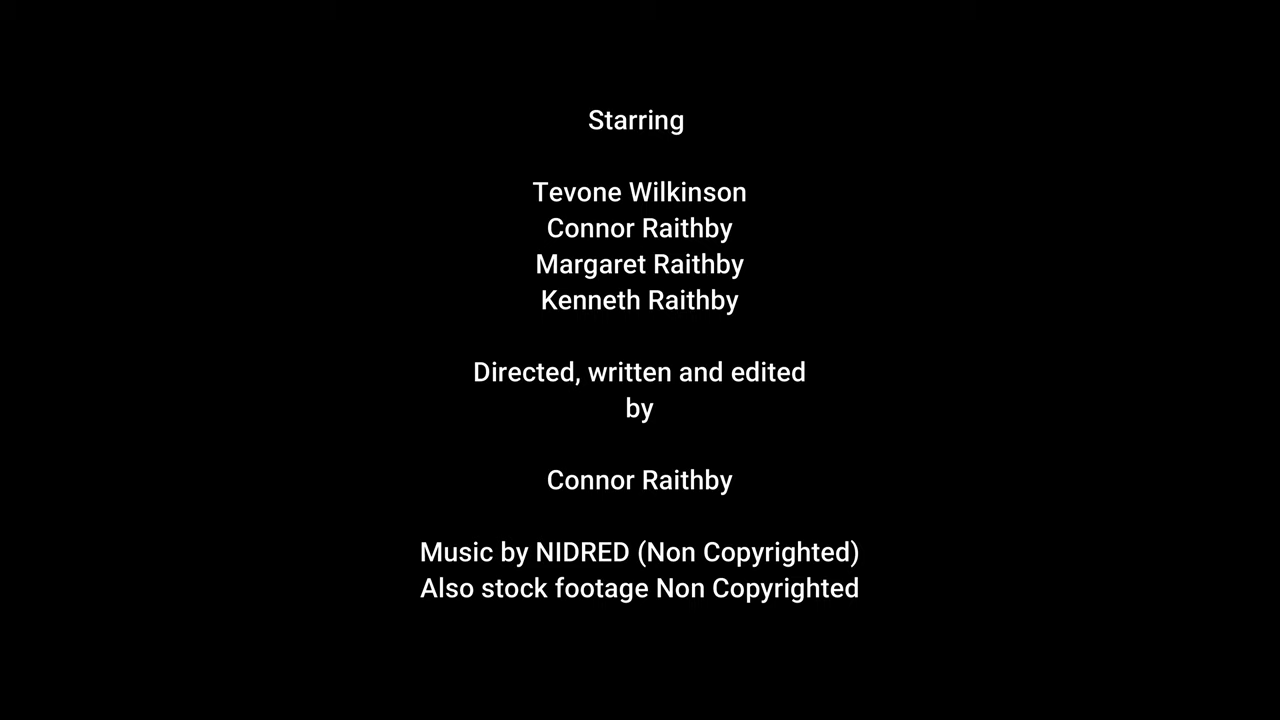 Starring
Tevone Wilkinson
Connor Raithby
Margaret Raithby
Kenneth Raithby
Directed, written and edited
by
Connor Raithby
Music by NIDRED (Non Copyrighted)
Also stock footage Non Copyrighted